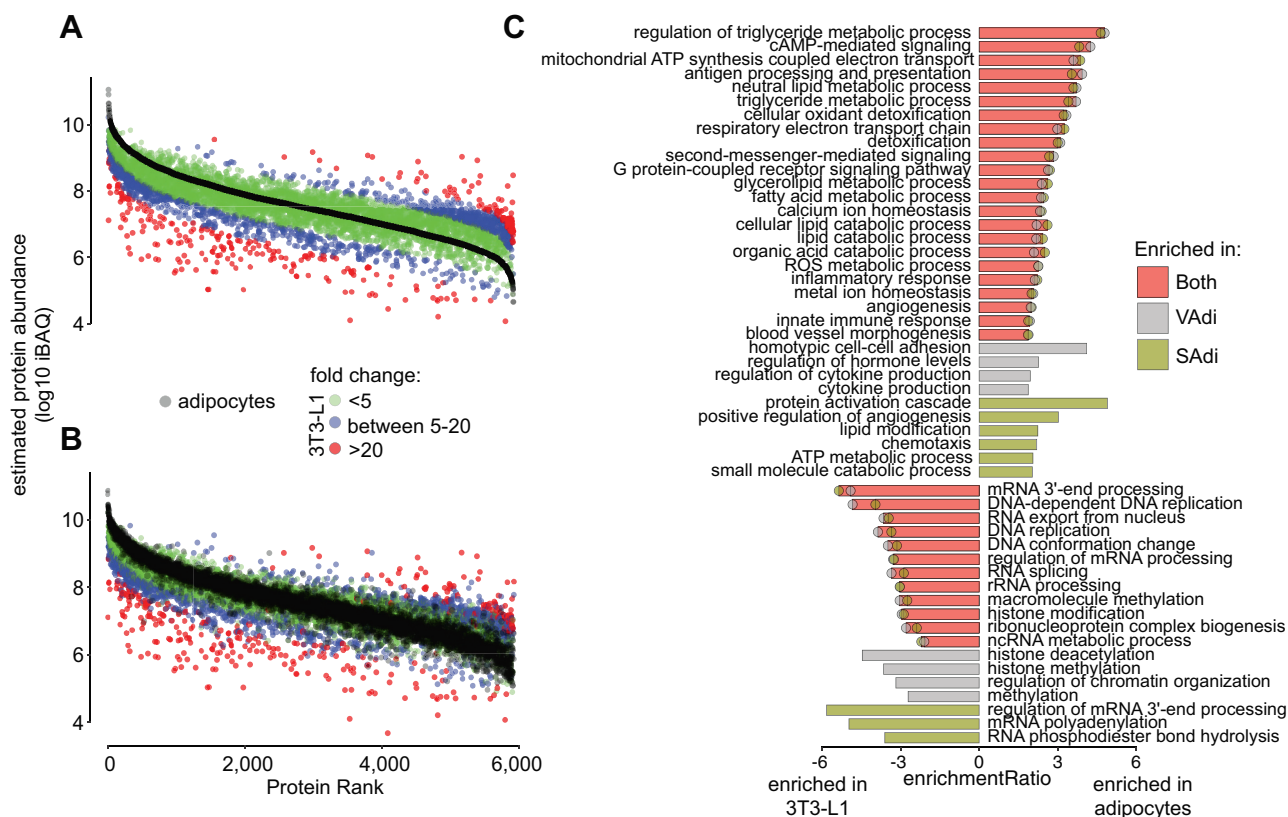 A
estimated protein abundance
(log10 iBAQ)
10
8
6
4
adipocytes
fold change:
3T3-L1
<5
between 5-20
>20
B
10
8
6
4
0
2,000
4,000
6,000
Protein Rank
C
regulation of triglyceride metabolic process
cAMP-mediated signaling
mitochondrial ATP synthesis coupled electron transport
antigen processing and presentation
neutral lipid metabolic process
triglyceride metabolic process
cellular oxidant detoxification
respiratory electron transport chain
detoxification
second-messenger-mediated signaling
G protein-coupled receptor signaling pathway
glycerolipid metabolic process
fatty acid metabolic process
calcium ion homeostasis
cellular lipid catabolic process
lipid catabolic process
organic acid catabolic process
ROS metabolic process
inflammatory response
metal ion homeostasis
angiogenesis
innate immune response
blood vessel morphogenesis
homotypic cell-cell adhesion
regulation of hormone levels
regulation of cytokine production
cytokine production
protein activation cascade
positive regulation of angiogenesis
lipid modification
chemotaxis
ATP metabolic process
small molecule catabolic process
mRNA 3'-end processing
DNA-dependent DNA replication
RNA export from nucleus
DNA replication
DNA conformation change
regulation of mRNA processing
RNA splicing
rRNA processing
macromolecule methylation
histone modification
ribonucleoprotein complex biogenesis
ncRNA metabolic process
histone deacetylation
histone methylation
regulation of chromatin organization
methylation
regulation of mRNA 3'-end processing
mRNA polyadenylation
RNA phosphodiester bond hydrolysis
-6
-3
0
3
6
enrichmentRatio
enriched in
3T3-L1
enriched in
adipocytes
Enriched in:
Both
VAdi
SAdi